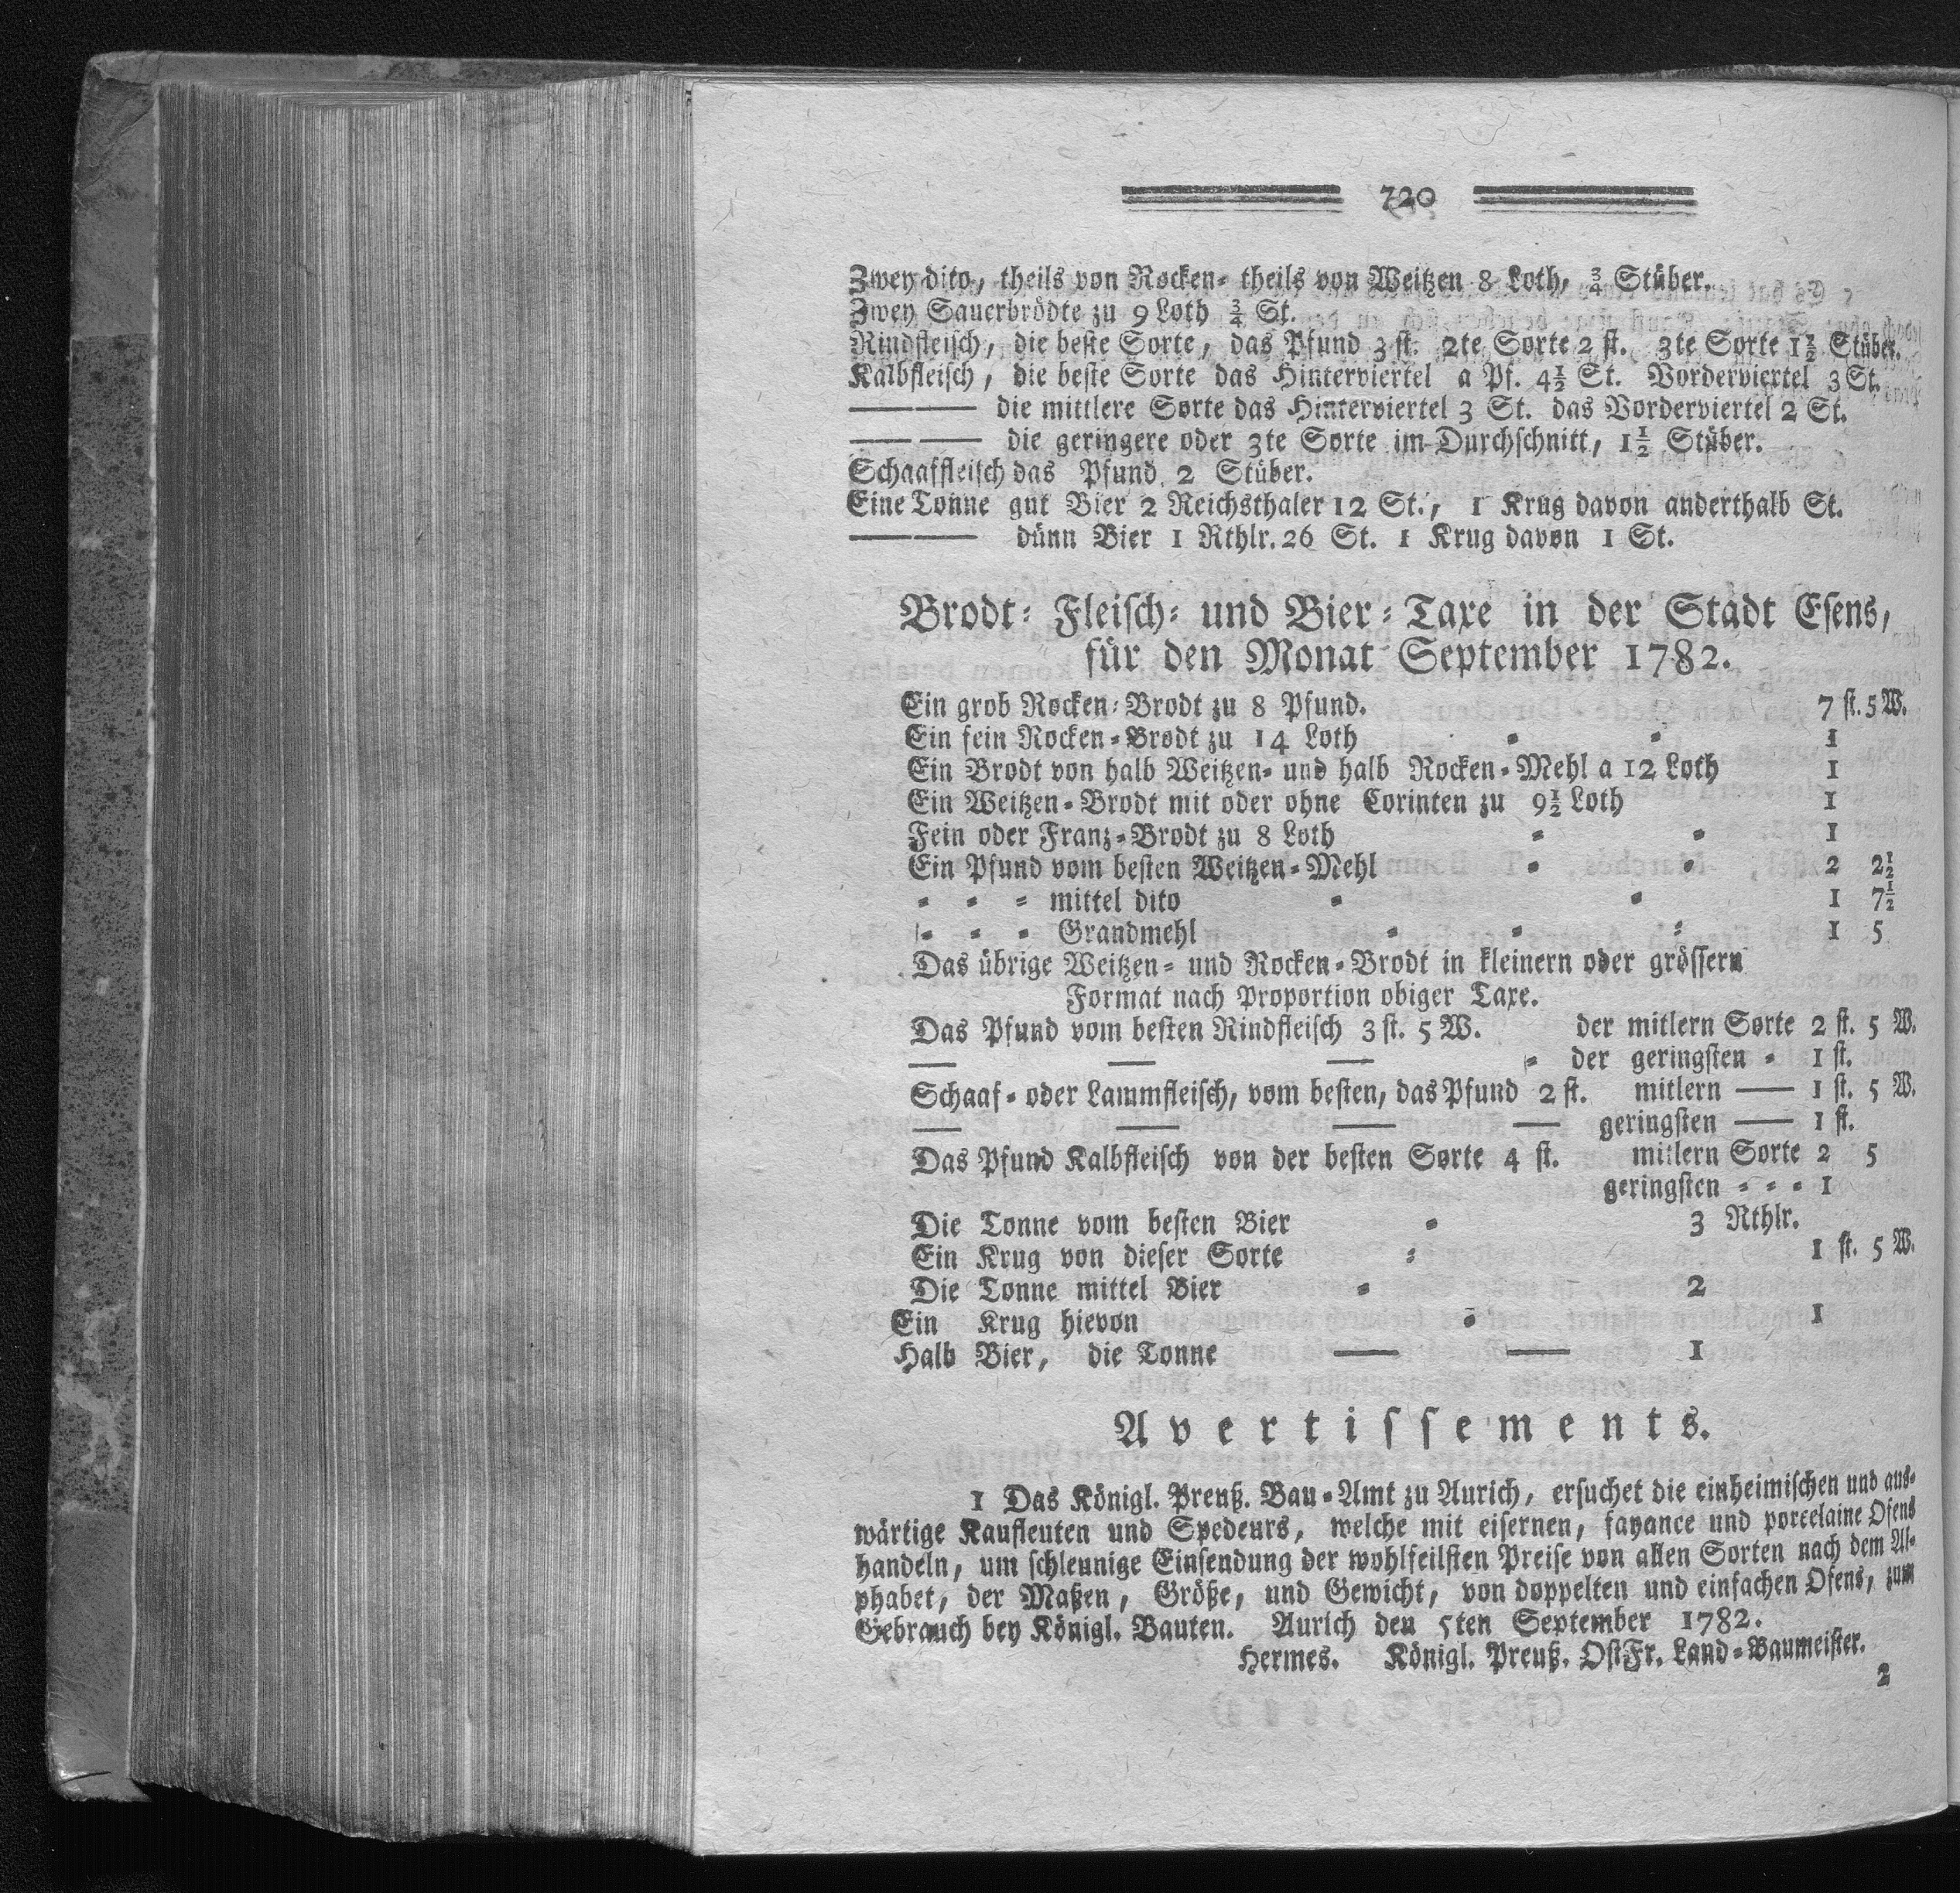 720
Zwey dito, theils von Rocken⸗ theils von Weitzen 8 Loth, ¾ Stüber.
Zwey Sauerbrödte zu 9 Loth ¾ St.
Rindfleisch, die beste Sorte, das Pfund 3 st. 2te Sorte 2 st. 3te Sorte 1½ Stüber.
Kalbfleisch, die beste Sorte das Hinterviertel a Pf. 4½ St. Vorderviertel 3 St.
— — die mittlere Sorte das Hinterviertel 3 St. das Vorderviertel 2 St.
— — die geringere oder 3te Sorte im Durchschnitt, 1½ Stüber.
Schaaffleisch das Pfund 2 Stüber.
Eine Tonne gut Bier 2 Reichsthaler 12 St., 1 Krug davon anderthalb St.
— — dünn Bier 1 Rthlr. 26 St. 1 Krug davon 1 St.
Brodt⸗ Fleisch⸗ und Bier⸗Taxe in der Stadt Esens,
für den Monat September 1782.
Ein grob Rocken⸗Brodt zu 8 Pfund. 7 st. 5 W.
Ein fein Rocken⸗Brodt zu 14 Loth ⸗ ⸗ 1
Ein Brodt von halb Weitzen⸗ und halb Rocken⸗Mehl a 12 Loth 1
Ein Weitzen⸗Brodt mit oder ohne Corinten zu 9½ Loth 1
Fein oder Franz⸗Brodt zu 8 Loth ⸗ ⸗ 1
Ein Pfund vom besten Weitzen⸗Mehl ⸗ ⸗ 2 2½
⸗ ⸗ ⸗ mittel dito ⸗ ⸗ 1 7½
⸗ ⸗ ⸗ Grandmehl ⸗ ⸗ ⸗ 1 5
Das übrige Weitzen⸗ und Rocken⸗Brodt in kleinern oder grössern
Format nach Proportion obiger Taxe.
Das Pfund vom besten Rindfleisch 3 st. 5 W. der mitlern Sorte 2 st. 5 W.
— — — ⸗ der geringsten ⸗ 1 st.
Schaaf⸗ oder Lammfleisch, vom besten, das Pfund 2 st. mitlern — 1 st. 5 W.
— — — — geringsten — 1 st.
Das Pfund Kalbfleisch von der besten Sorte 4 st. mitlern Sorte 2 5
geringsten ⸗ ⸗ ⸗ 1
Die Tonne vom besten Bier ⸗ 3 Rthlr.
Ein Krug von dieser Sorte ⸗ 1 st. 5 W.
Die Tonne mittel Bier ⸗ 2
Ein Krug hievon ⸗ 1
Halb Bier, die Tonne — — 1
Avertissements.
1 Das Königl. Preuß. Bau⸗Amt zu Aurich, ersuchet die einheimischen und aus⸗
wärtige Kaufleuten und Spedeurs, welche mit eisernen, fayance und porcelaine Ofens
handeln, um schleunige Einsendung der wohlfeilsten Preise von allen Sorten nach dem Al⸗
phabet, der Maßen, Größe, und Gewicht, von doppelten und einfachen Ofens, zum
Gebrauch bey Königl. Bauten. Aurich den 5ten September 1782.
Hermes. Königl. Preuß. OstFr. Land⸗Baumeister.
2